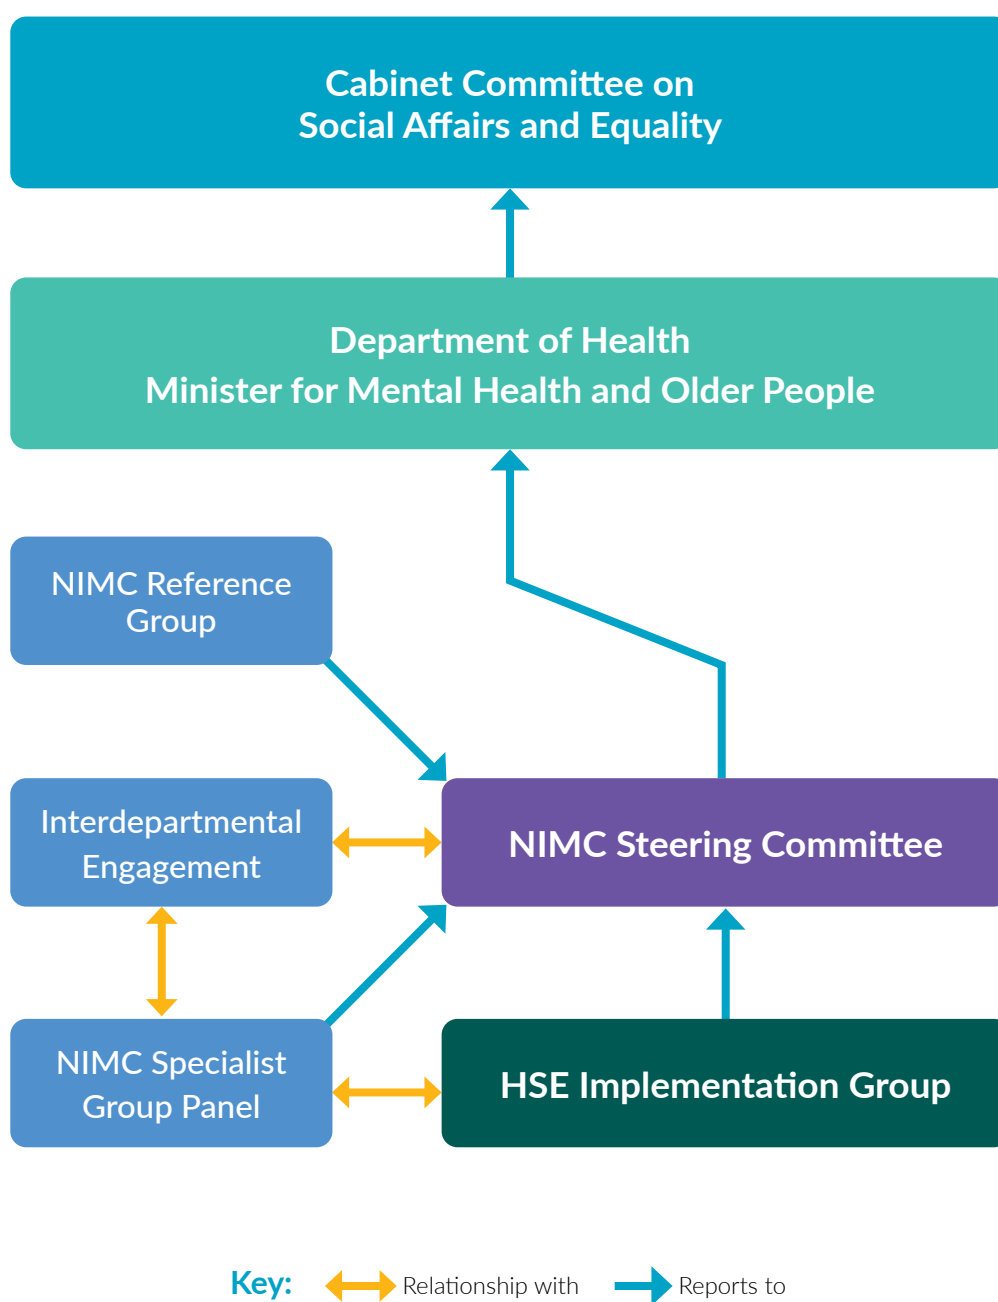 Cabinet Committee on
Social Affairs and Equality
Department of Health
Minister for Mental Health and Older People
NIMC Reference
Group
Interdepartmental
Engagement
NIMC Steering Committee
NIMC Specialist
Group Panel
HSE Implementation Group
Key: Relationship with Reports to